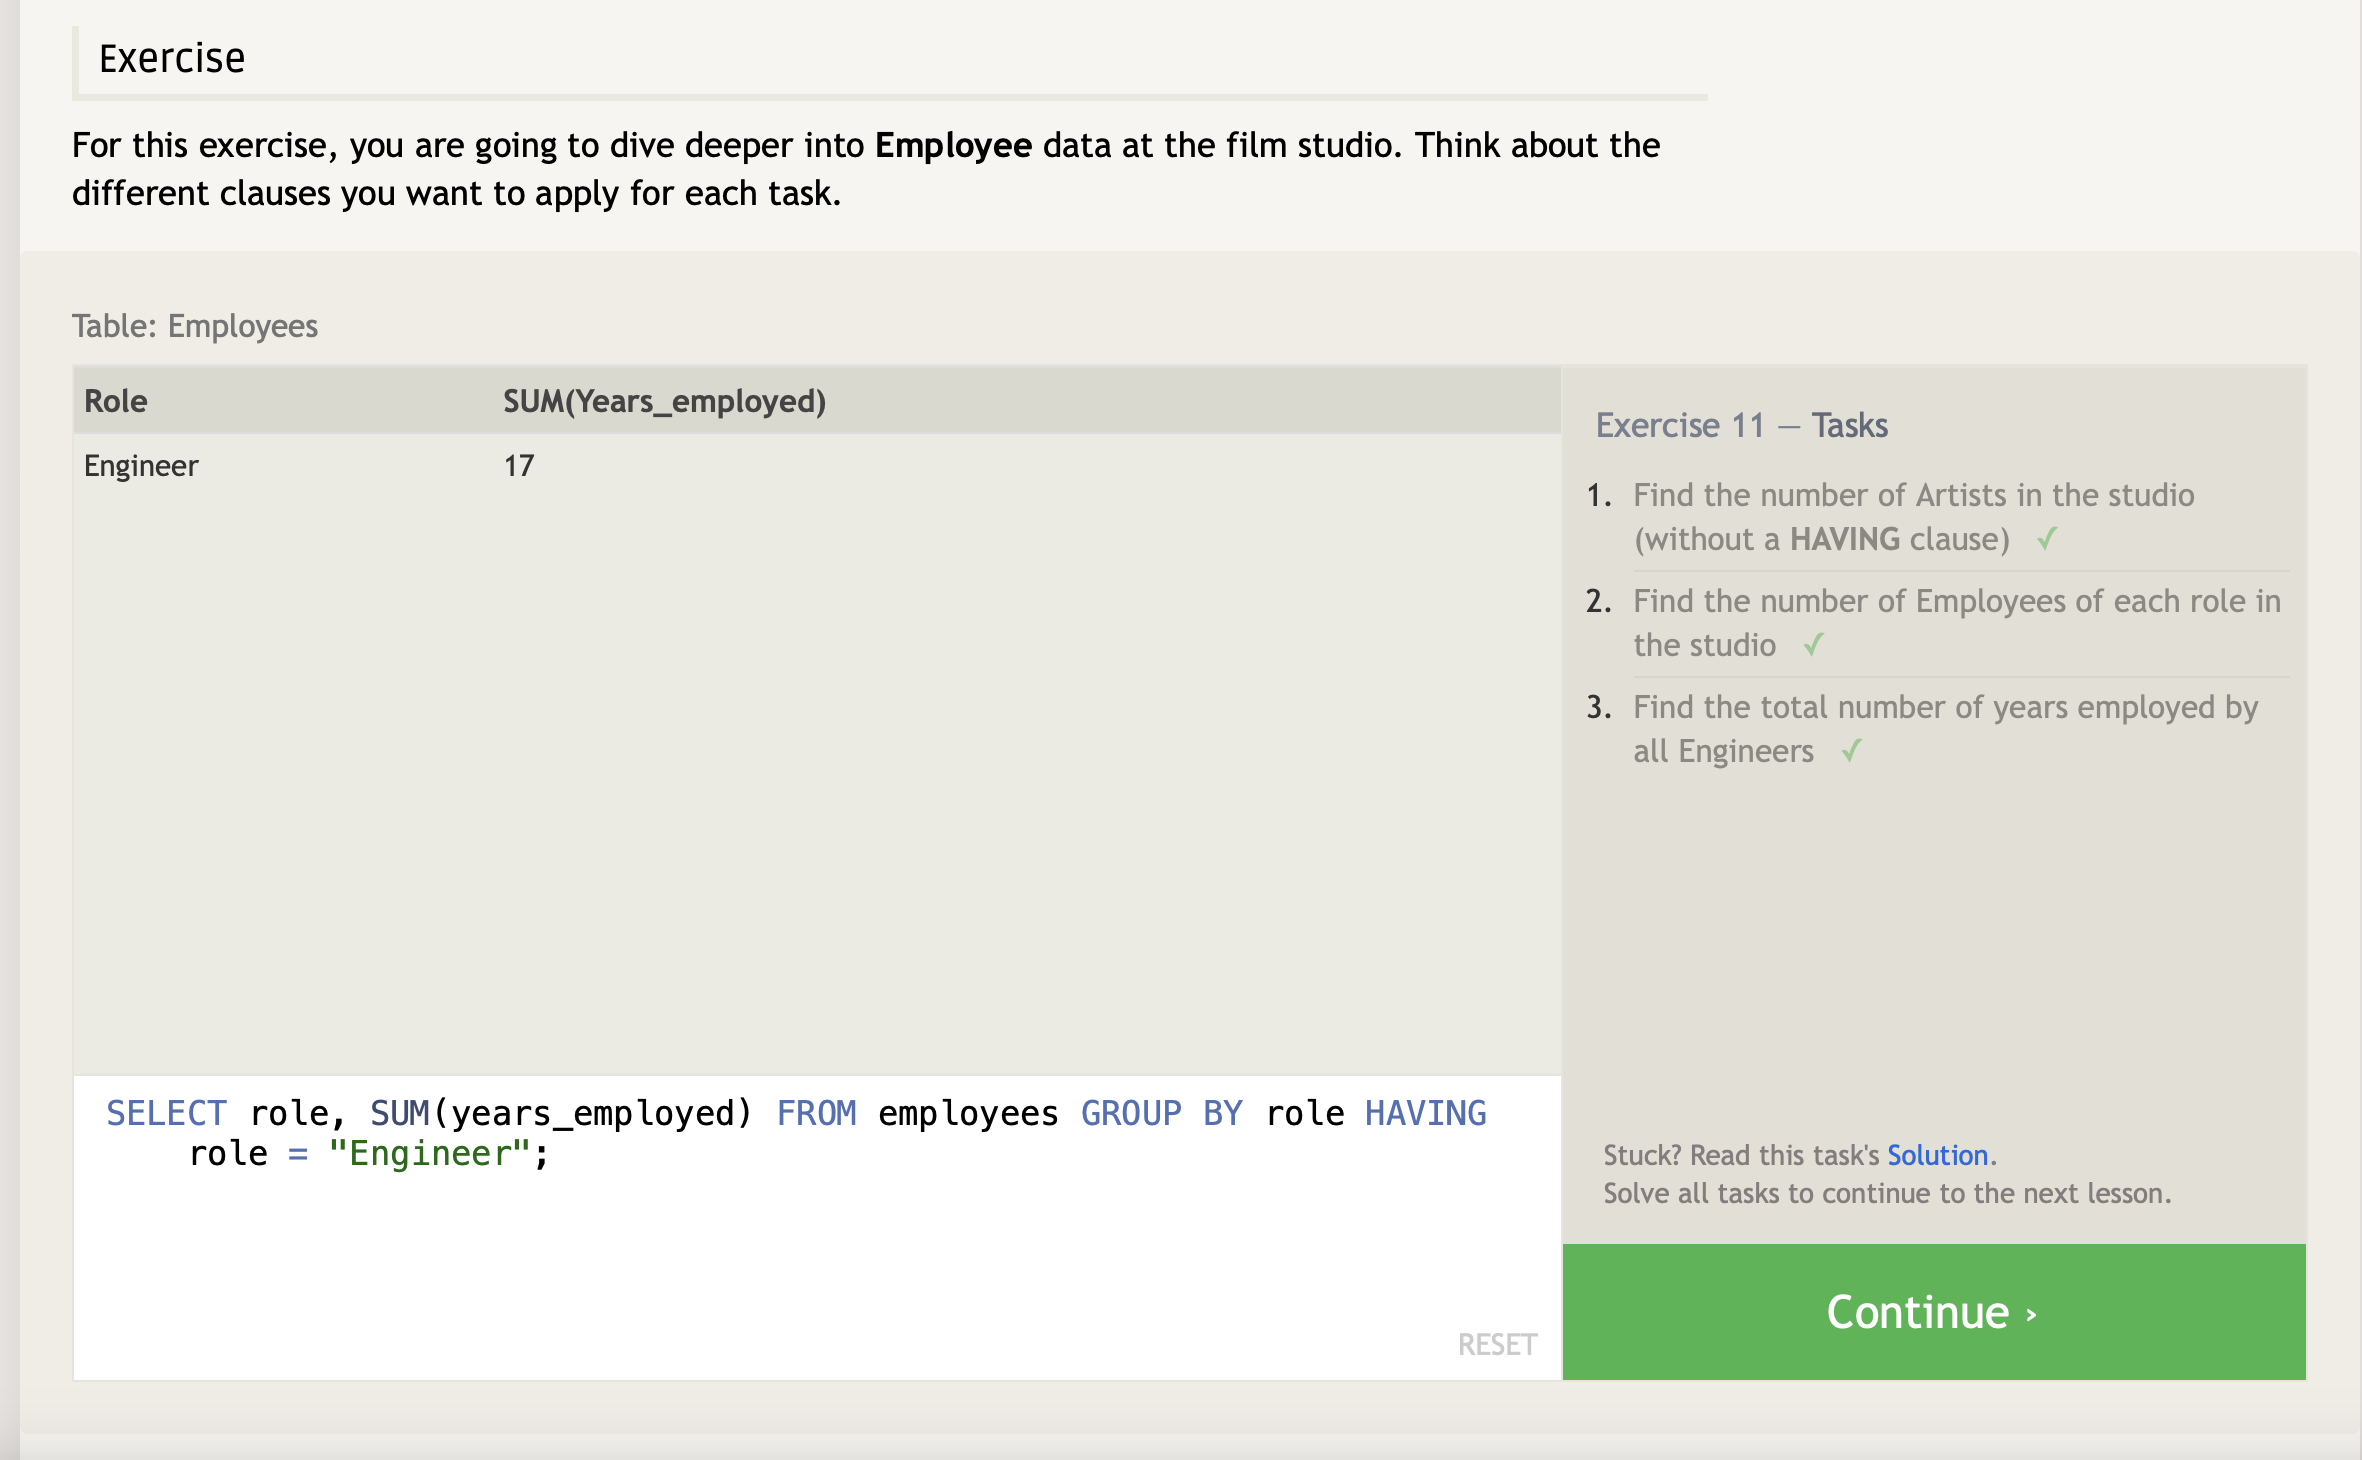 Exercise
For this exercise, you are going to dive deeper into Employee data at the film studio. Think about the
different clauses you want to apply for each task.
Table: Employees
Role SUM(Years_employed)
Engineer 17
SELECT role, SUM(years_employed) FROM employees GROUP BY role HAVING
role = "Engineer";
RESET
Exercise 11 — Tasks
1. Find the number of Artists in the studio
(without a HAVING clause) ✓
2. Find the number of Employees of each role in
the studio ✓
3. Find the total number of years employed by
all Engineers ✓
Stuck? Read this task's Solution.
Solve all tasks to continue to the next lesson.
Continue ›